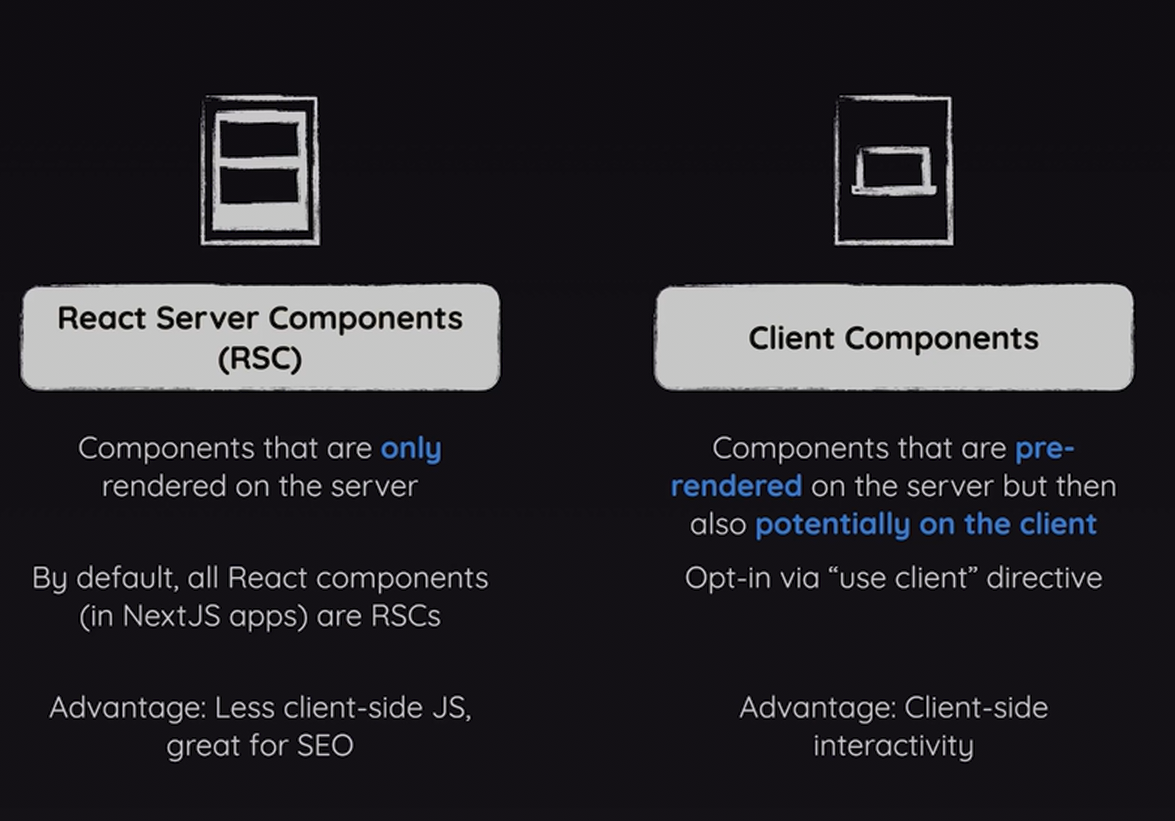 React Server Components
(RSC)
Components that are only
rendered on the server
By default, all React components
(in NextJS apps) are RSCs
Advantage: Less client-side JS,
great for SEO
Client Components
Components that are pre-
rendered on the server but then
also potentially on the client
Opt-in via “use client” directive
Advantage: Client-side
interactivity